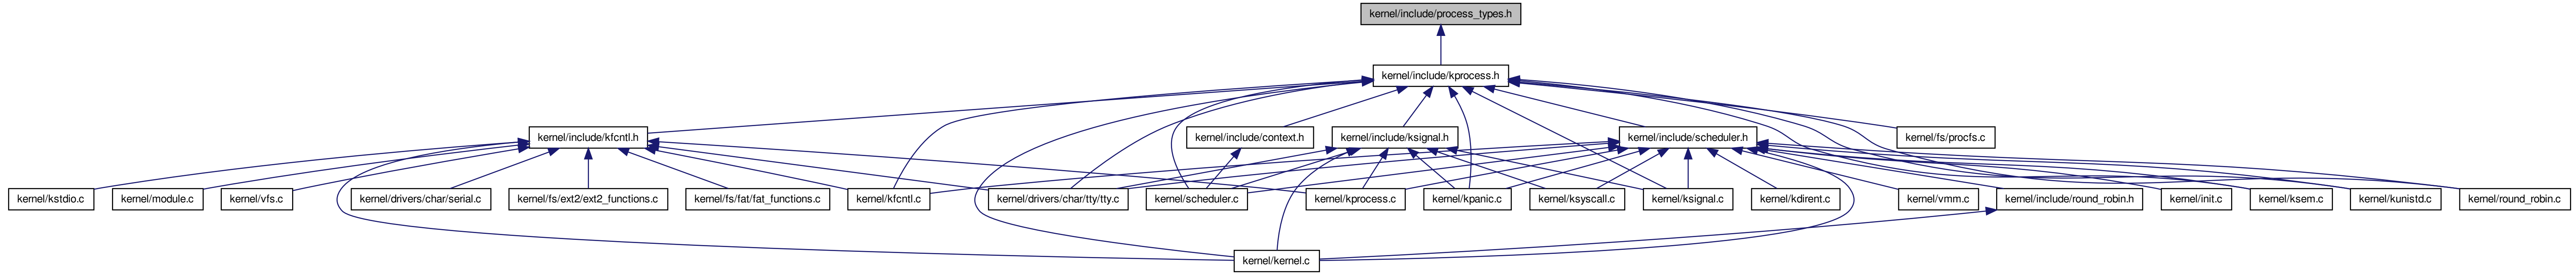 kernel/include/process_types.h
kernel/include/kprocess.h
kernel/include/kfcntl.h
kernel/include/context.h
kernel/include/ksignal.h
kernel/include/scheduler.h
kernel/fs/procfs.c
kernel/kstdio.c
kernel/module.c
kernel/vfs.c
kernel/drivers/char/serial.c
kernel/fs/ext2/ext2_functions.c
kernel/fs/fat/fat_functions.c
kernel/kfcntl.c
kernel/drivers/char/tty/tty.c
kernel/scheduler.c
kernel/kprocess.c
kernel/kpanic.c
kernel/ksyscall.c
kernel/ksignal.c
kernel/kdirent.c
kernel/vmm.c
kernel/include/round_robin.h
kernel/init.c
kernel/ksem.c
kernel/kunistd.c
kernel/round_robin.c
kernel/kernel.c